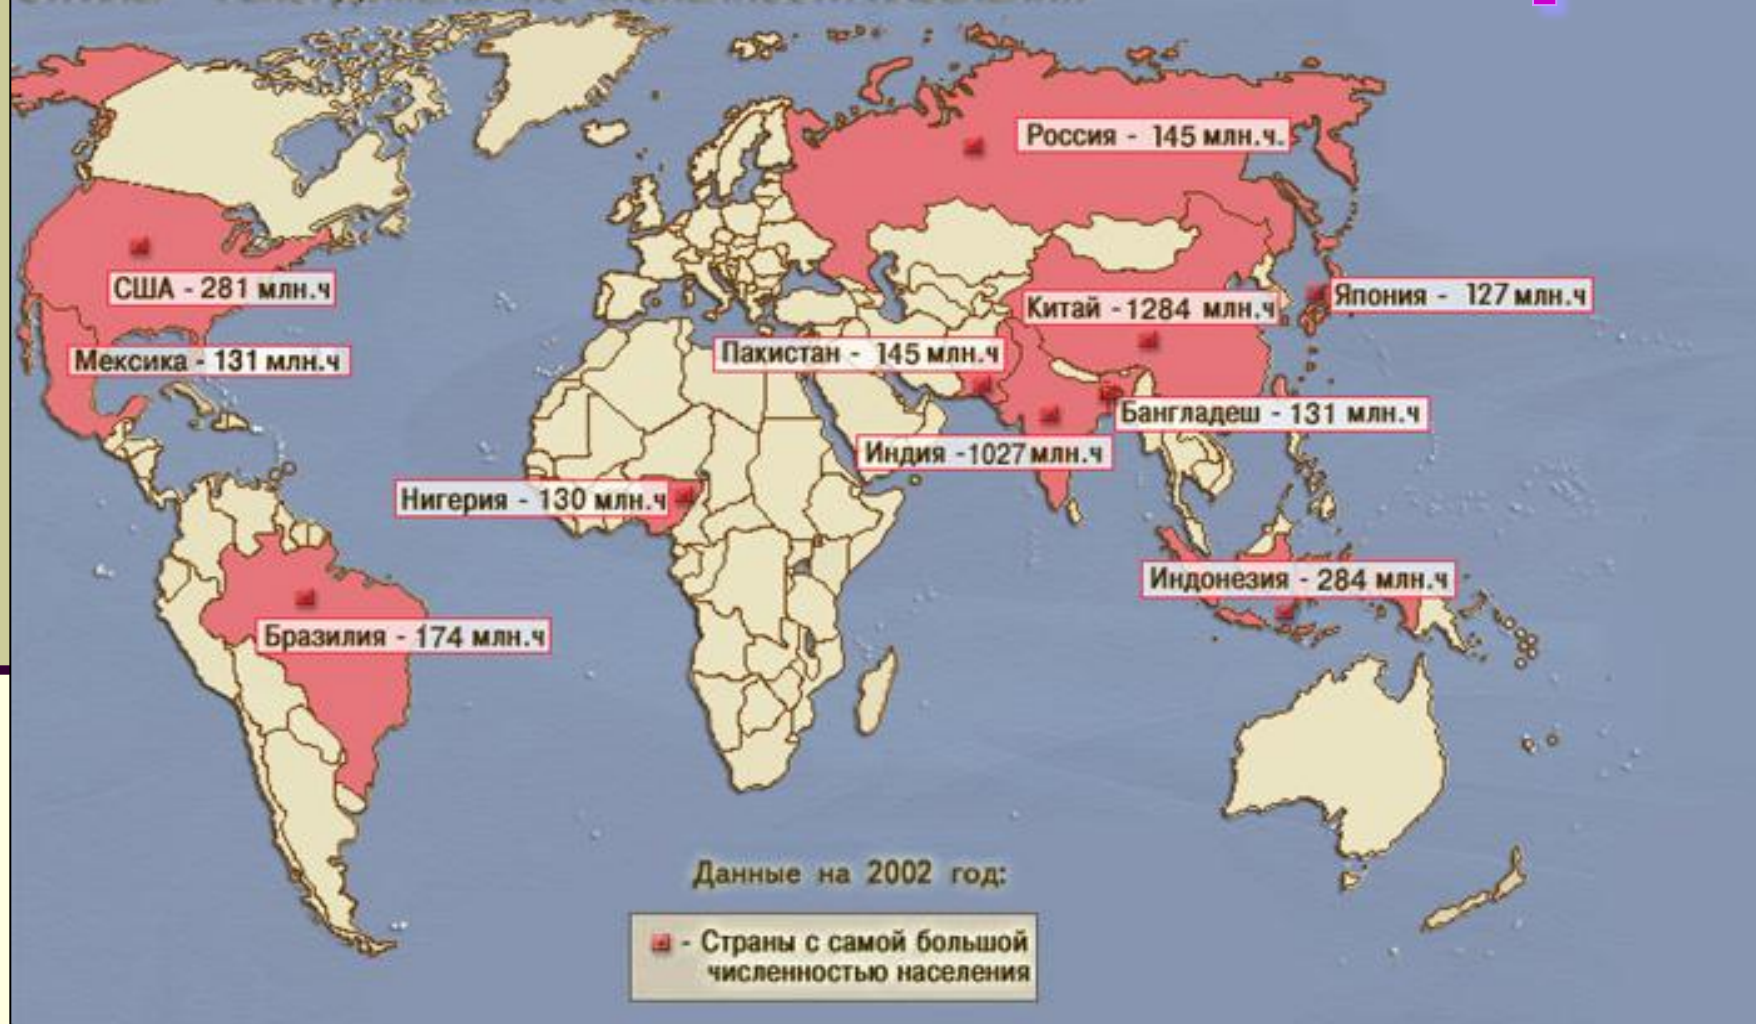 Россия - 145 млн.ч.
США - 281 млн.ч
Китай -1284 млн.ч
Япония - 127 млн.ч
Мексика - 131 млн.ч
Пакистан - 145 млн.ч
Бангладеш - 131 млн.ч
Индия -1027 млн.ч
Нигерия - 130 млн.ч
Индонезия - 284 млн.ч
Бразилия - 174 млн.ч
Данные на 2002 год:
- Страны с самой большой
численностью населения